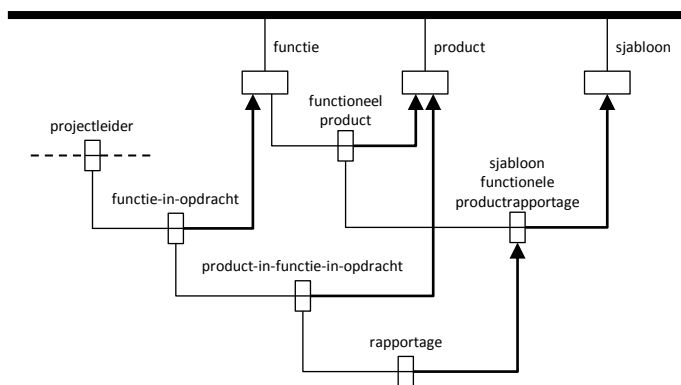 functie
product
sjabloon
functioneel
product
projectleider
sjabloon
functionele
productrapportage
functie-in-opdracht
product-in-functie-in-opdracht
rapportage